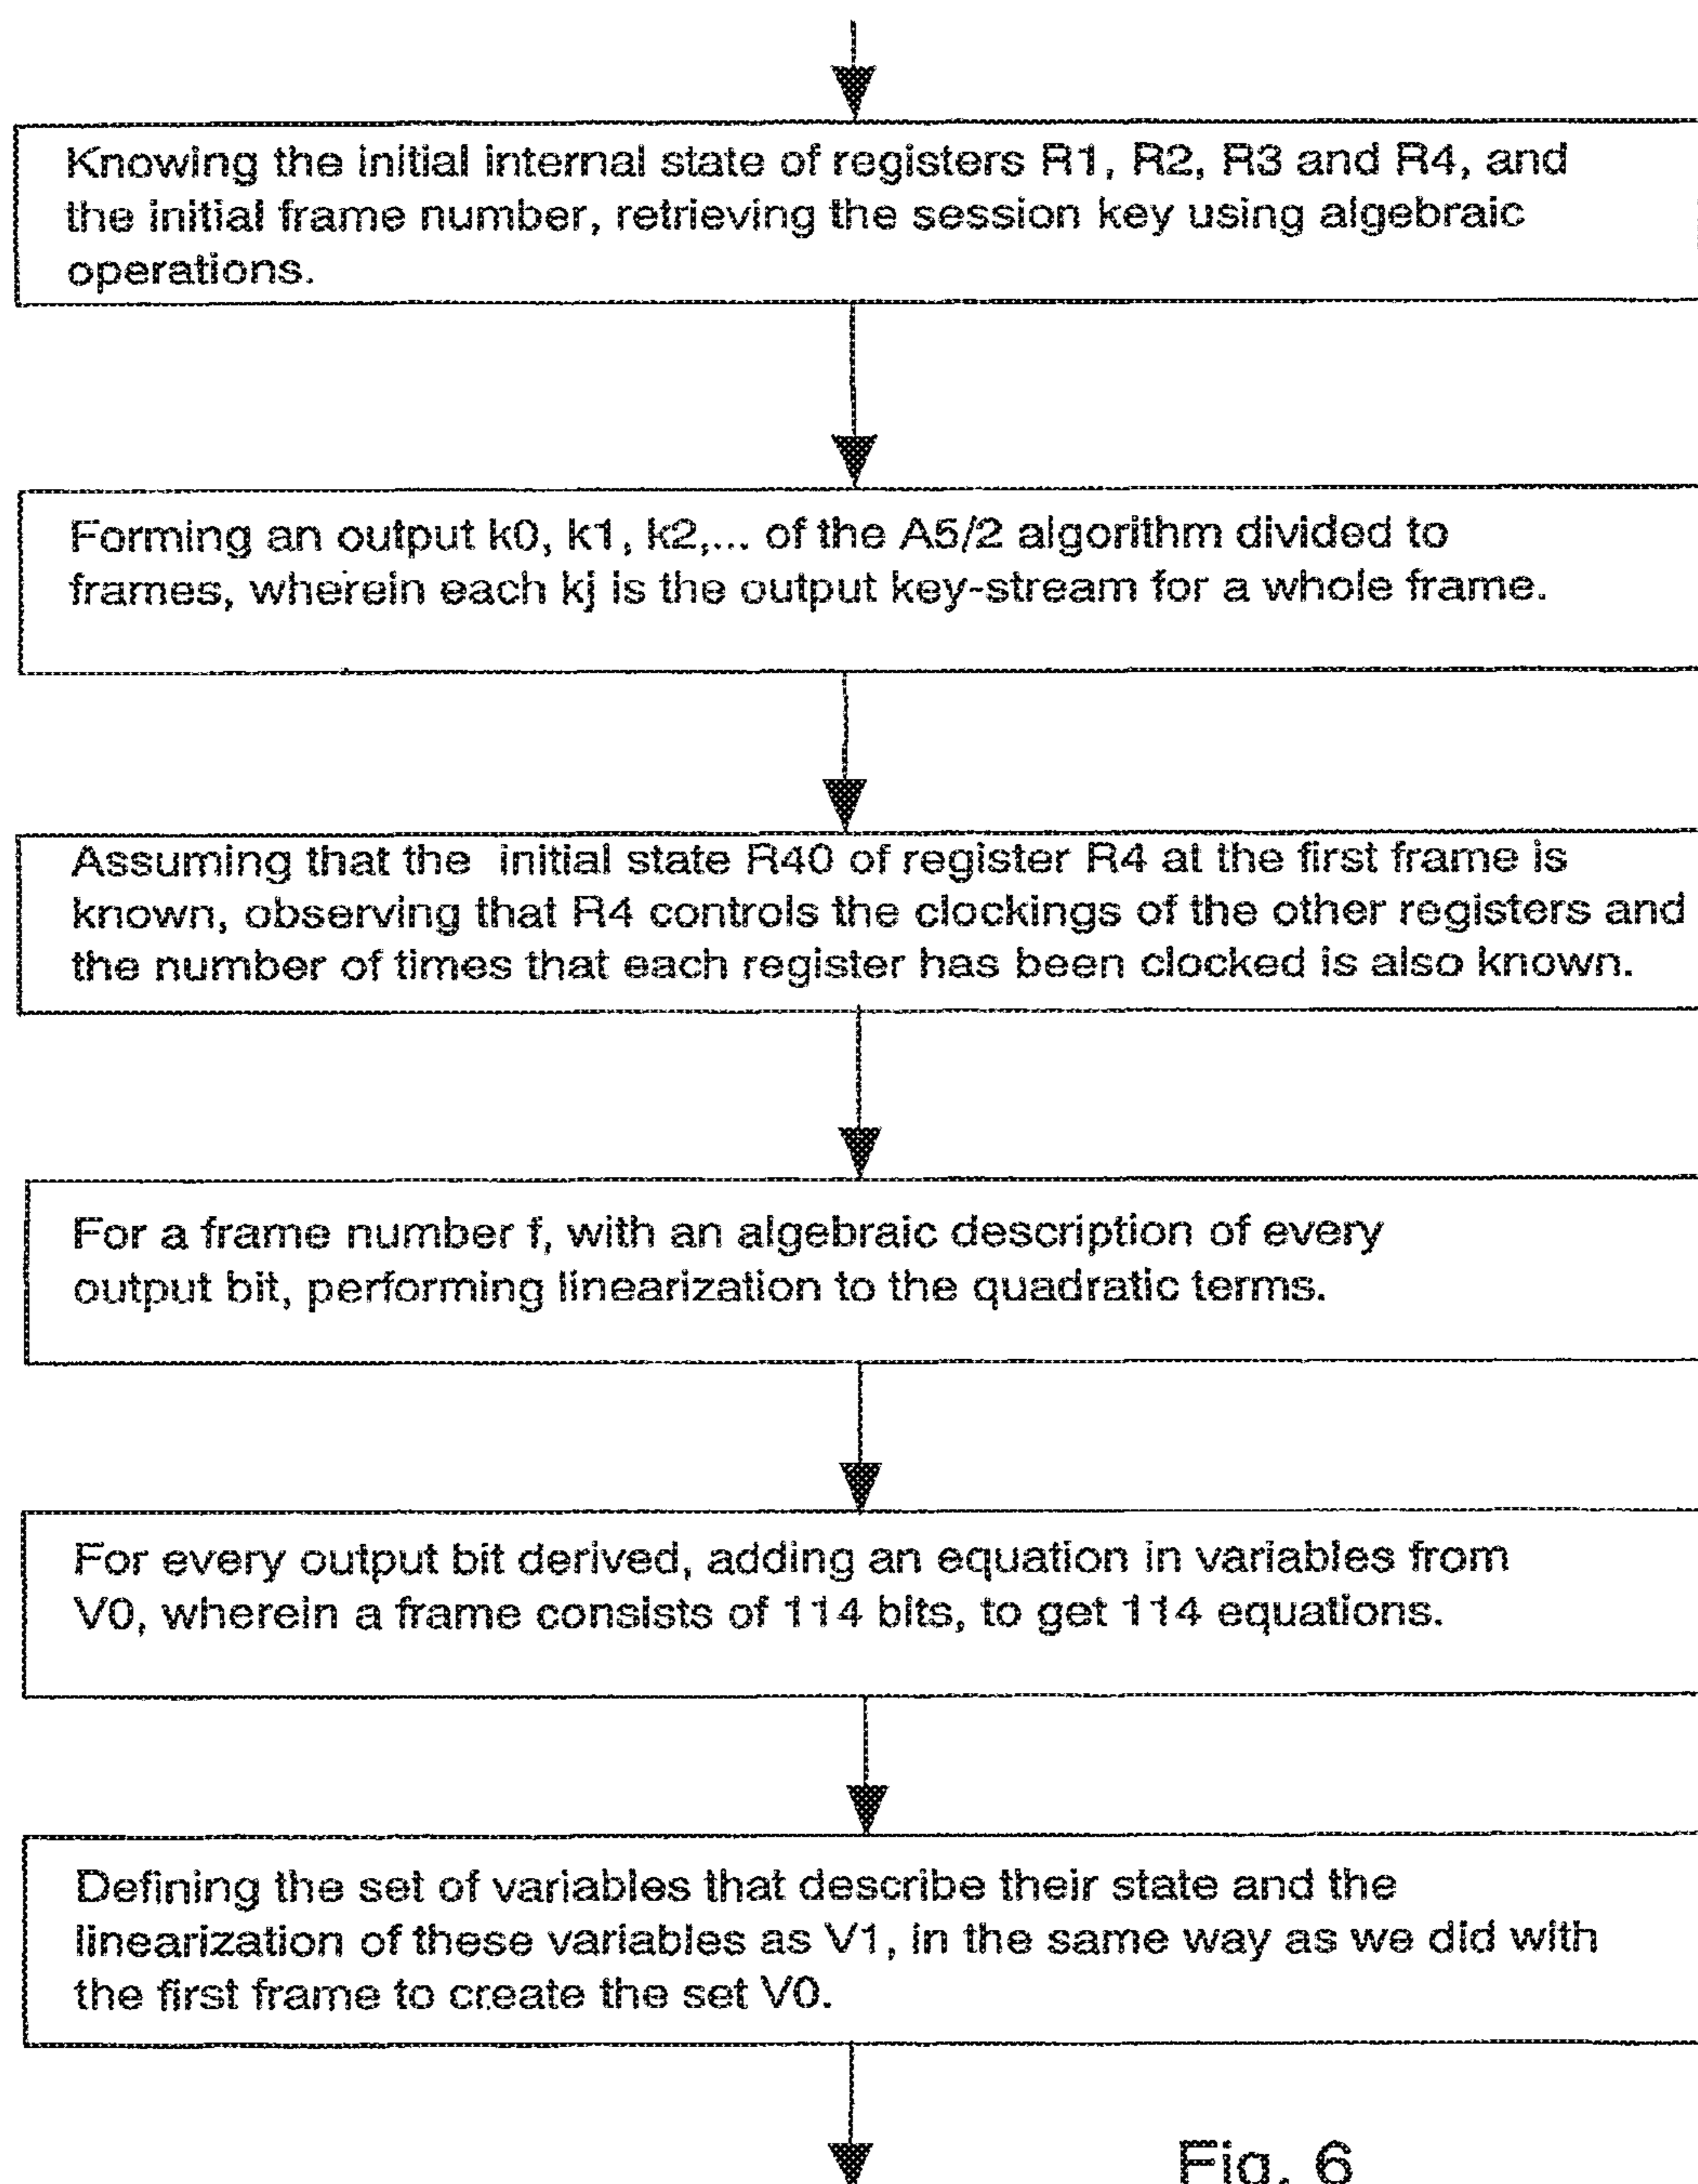 Knowing the initial internal state of registers R1, R2, R3 and R4, and
the initial frame number, retrieving the session key using algebraic
operations.
Forming an output k0, k1, k2,... of the A5/2 algorithm divided to
frames, wherein each kj is the output key-stream for a whole frame.
Assuming that the initial state R40 of register R4 at the first frame is
known, observing that R4 controls the clockings of the other registers and
the number of times that each register has been clocked is also known.
For a frame number f, with an algebraic description of every
output bit, performing linearization to the quadratic terms.
For every output bit derived, adding an equation in variables from
V0, wherein a frame consists of 114 bits, to get 114 equations.
Defining the set of variables that describe their state and the
linearization of these variables as V1, in the same way as we did with
the first frame to create the set V0.
Fig. 6